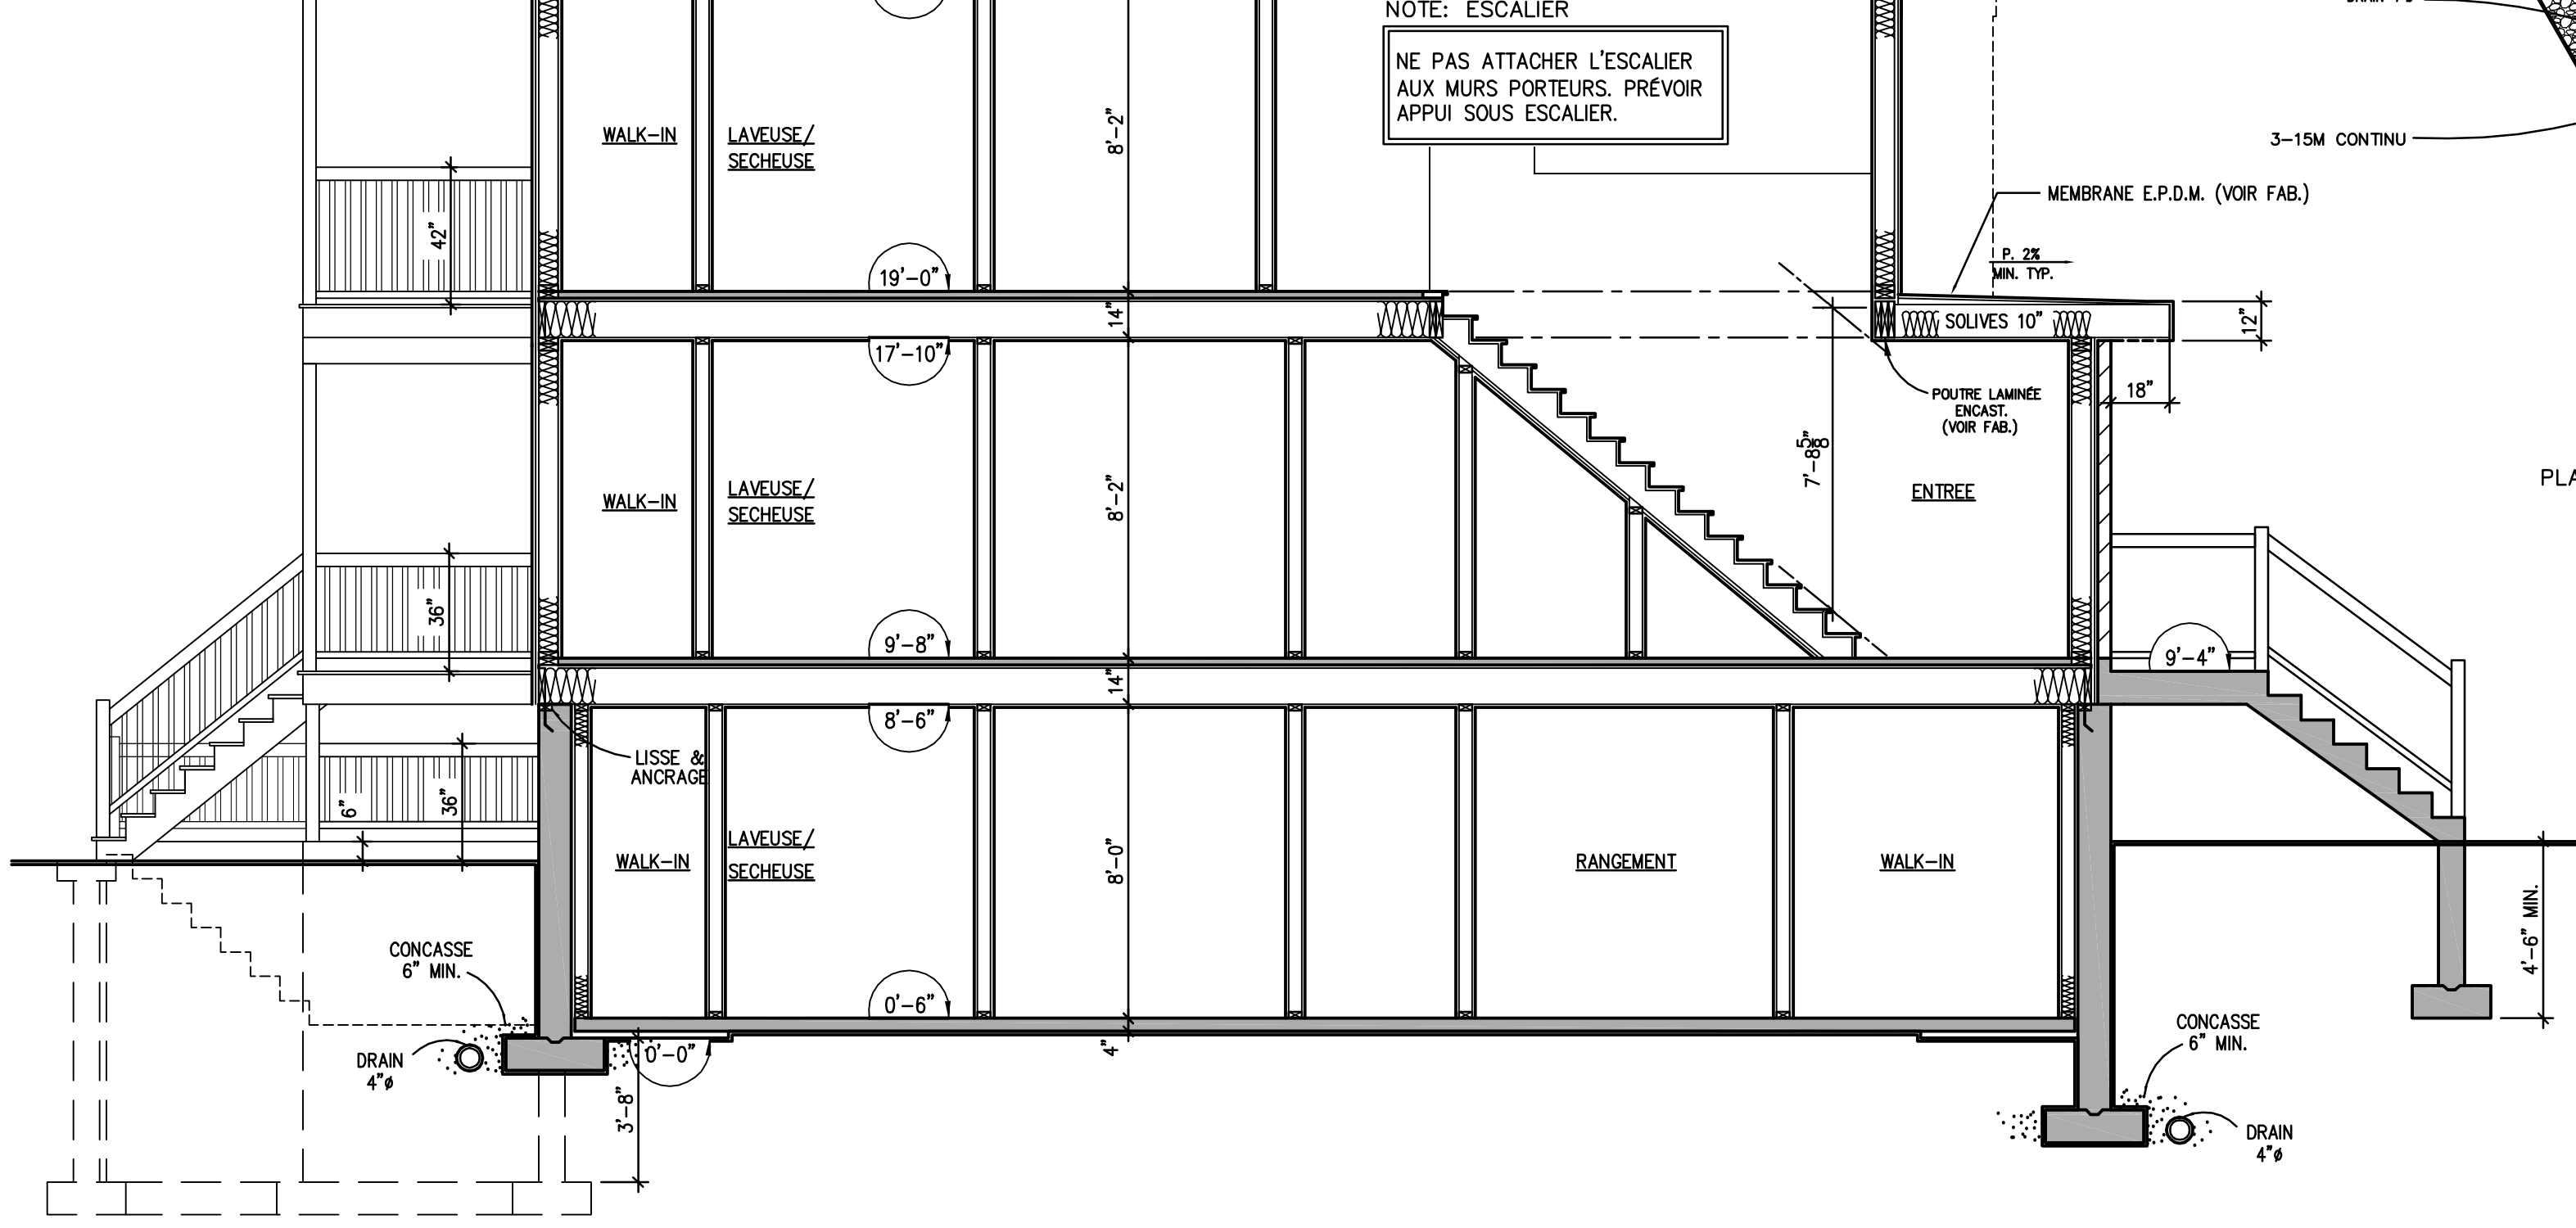 NOTE: ESCALIER
NE PAS ATTACHER L'ESCALIER
AUX MURS PORTEURS. PRÉVOIR
APPUI SOUS ESCALIER.
3-15M CONTINU
MEMBRANE E.P.D.M. (VOIR FAB.)
P. 2%
MIN. TYP.
WALK-IN
LAVEUSE/
SECHEUSE
8'-2"
42"
19'-0"
14"
17'-10"
SOLIVES 10"
12"
18"
POUTRE LAMINÉE
ENCAST.
(VOIR FAB.)
7'-8 5/8"
WALK-IN
LAVEUSE/
SECHEUSE
8'-2"
ENTREE
36"
9'-8"
9'-4"
14"
8'-6"
LISSE &
ANCRAGE
6"
36"
WALK-IN
LAVEUSE/
SECHEUSE
8'-0"
RANGEMENT
WALK-IN
4'-6" MIN.
CONCASSE
6" MIN.
0'-6"
DRAIN
4"ø
0'-0"
4"
3'-8"
CONCASSE
6" MIN.
DRAIN
4"ø